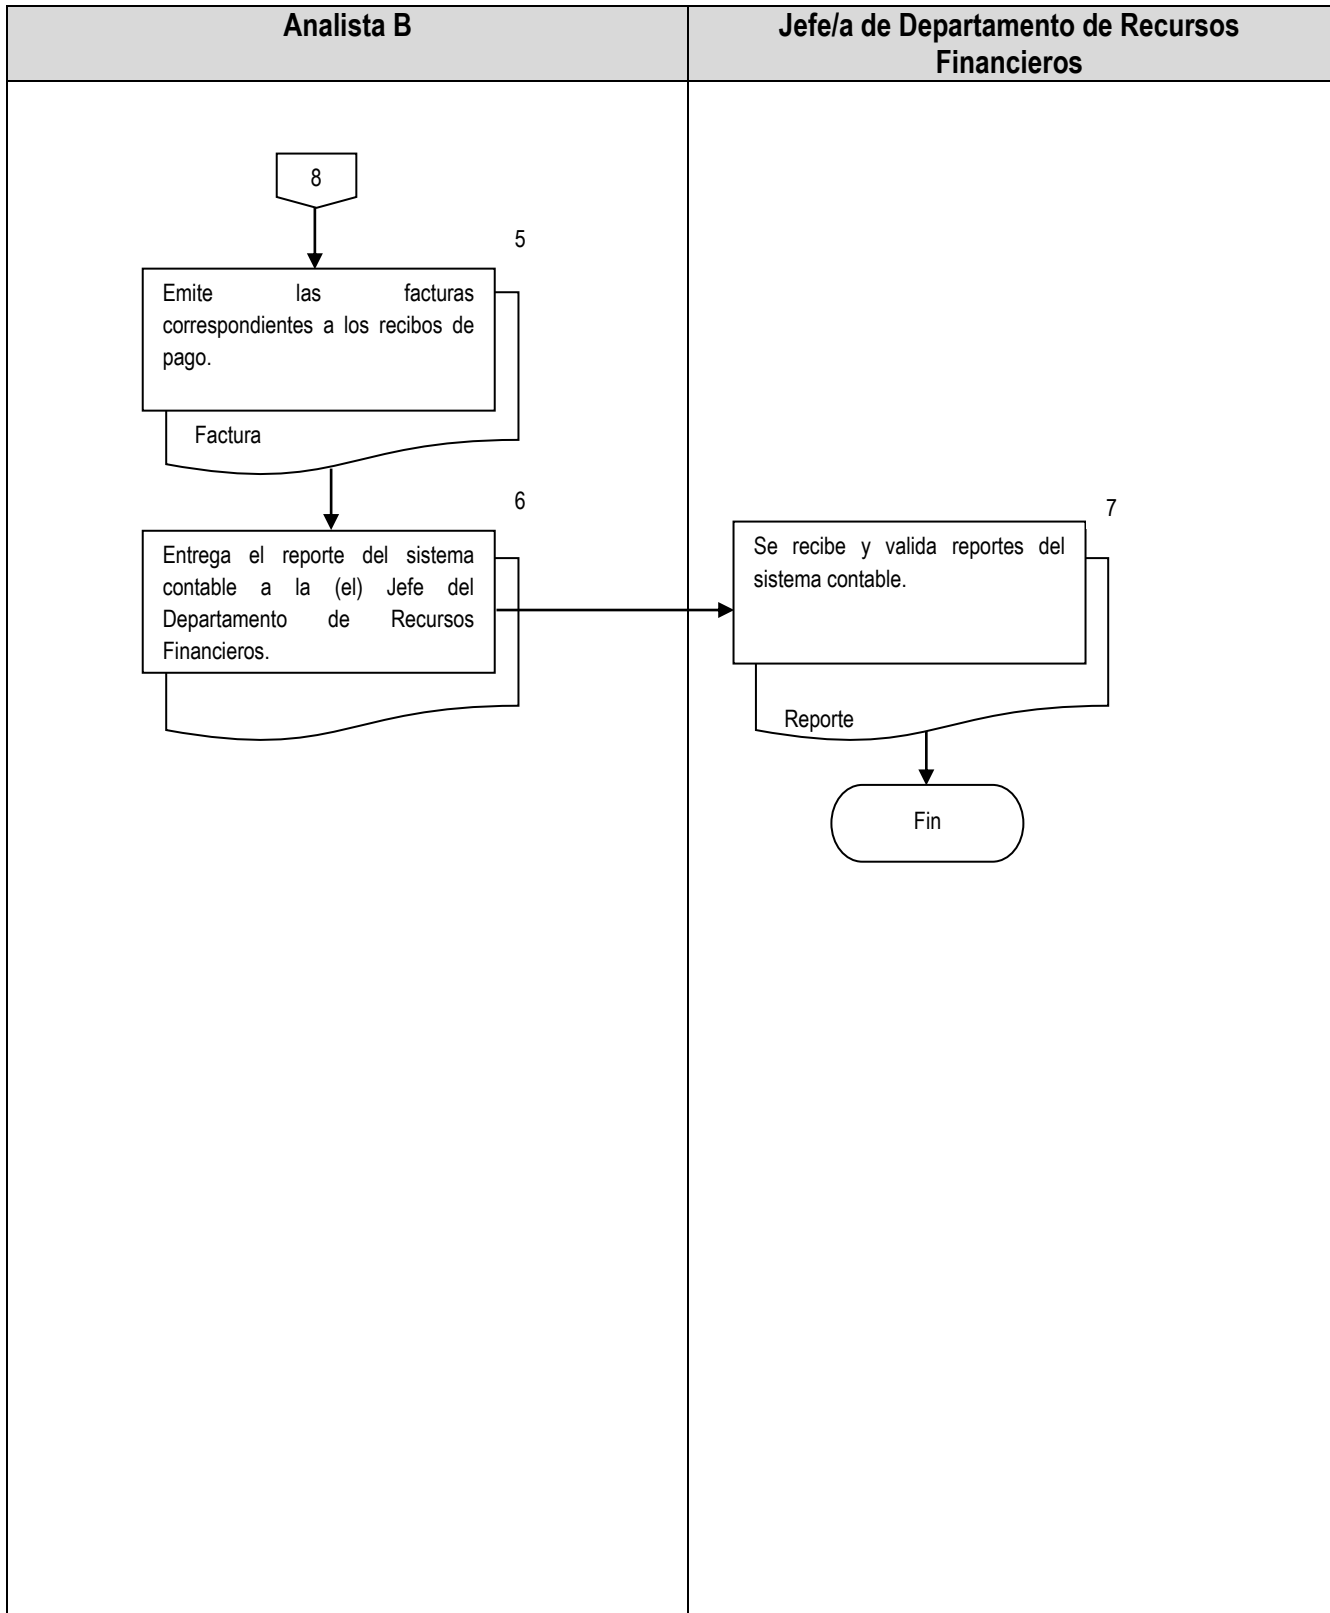 Analista B
Jefe/a de Departamento de Recursos
Financieros
8
5
Emite las facturas
correspondientes a los recibos de
pago.
Factura
6
Entrega el reporte del sistema
contable a la (el) Jefe del
Departamento de Recursos
Financieros.
7
Se recibe y valida reportes del
sistema contable.
Reporte
Fin